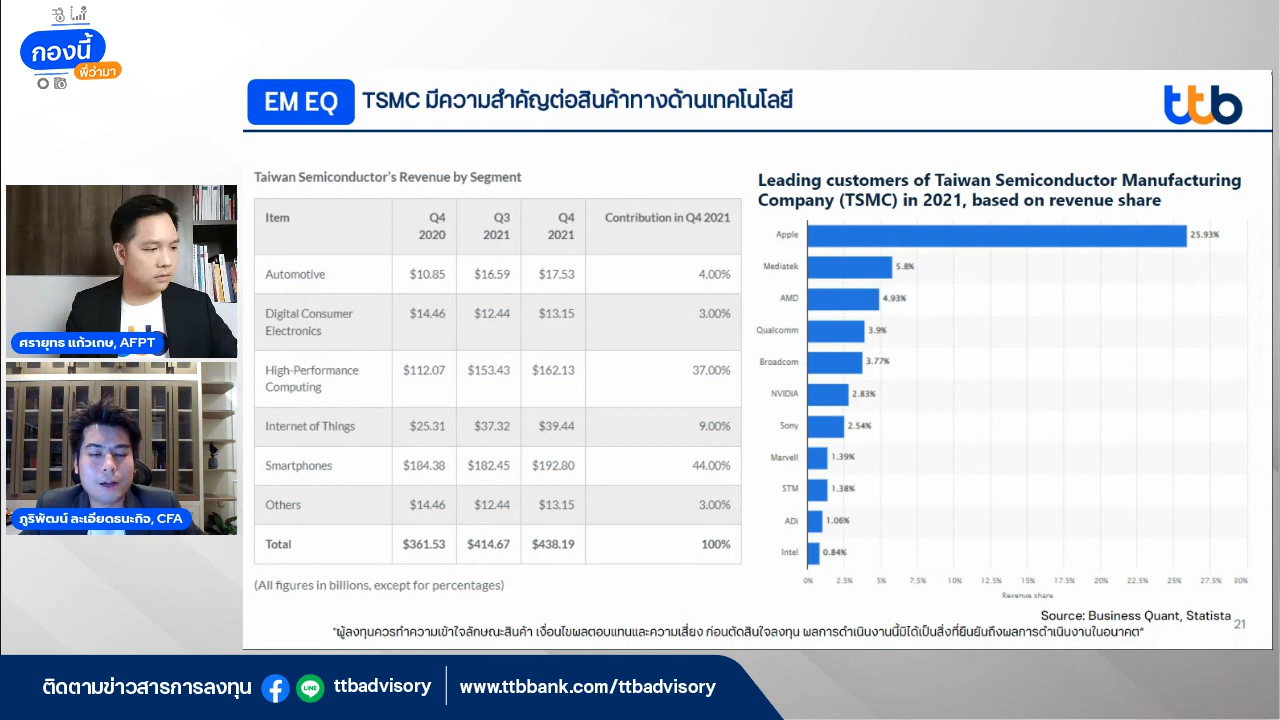 กองนี้
พี่ว่ามา
EM EQ
TSMC มีความสำคัญต่อสินค้าทางด้านเทคโนโลยี
ttb
Taiwan Semiconductor's Revenue by Segment
Item Q4 2020 Q3 2021 Q4 2021 Contribution in Q4 2021
Automotive $10.85 $16.59 $17.53 4.00%
Digital Consumer Electronics $14.46 $12.44 $13.15 3.00%
High-Performance Computing $112.07 $153.43 $162.13 37.00%
Internet of Things $25.31 $37.32 $39.44 9.00%
Smartphones $184.38 $182.45 $192.80 44.00%
Others $14.46 $12.44 $13.15 3.00%
Total $361.53 $414.67 $438.19 100%
(All figures in billions, except for percentages)
Leading customers of Taiwan Semiconductor Manufacturing
Company (TSMC) in 2021, based on revenue share
Apple 25.93%
Mediatek 5.8%
AMD 4.93%
Qualcomm 3.9%
Broadcom 3.77%
NVIDIA 2.83%
Sony 2.54%
Marvell 1.39%
STM 1.38%
ADi 1.06%
Intel 0.84%
0% 2.5% 5% 7.5% 10% 12.5% 15% 17.5% 20% 22.5% 25% 27.5% 30%
Revenue share
Source: Business Quant, Statista
21
"ผู้ลงทุนควรทำความเข้าใจลักษณะสินค้า เงื่อนไขผลตอบแทนและความเสี่ยง ก่อนตัดสินใจลงทุน ผลการดำเนินงานนี้มิได้เป็นสิ่งที่ยืนยันถึงผลการดำเนินงานในอนาคต"
ศรายุทธ แก้วเกษ, AFPT
ภูริพัฒน์ ละเอียดธนะกิจ, CFA
ติดตามข่าวสารการลงทุน f LINE ttbadvisory www.ttbbank.com/ttbadvisory